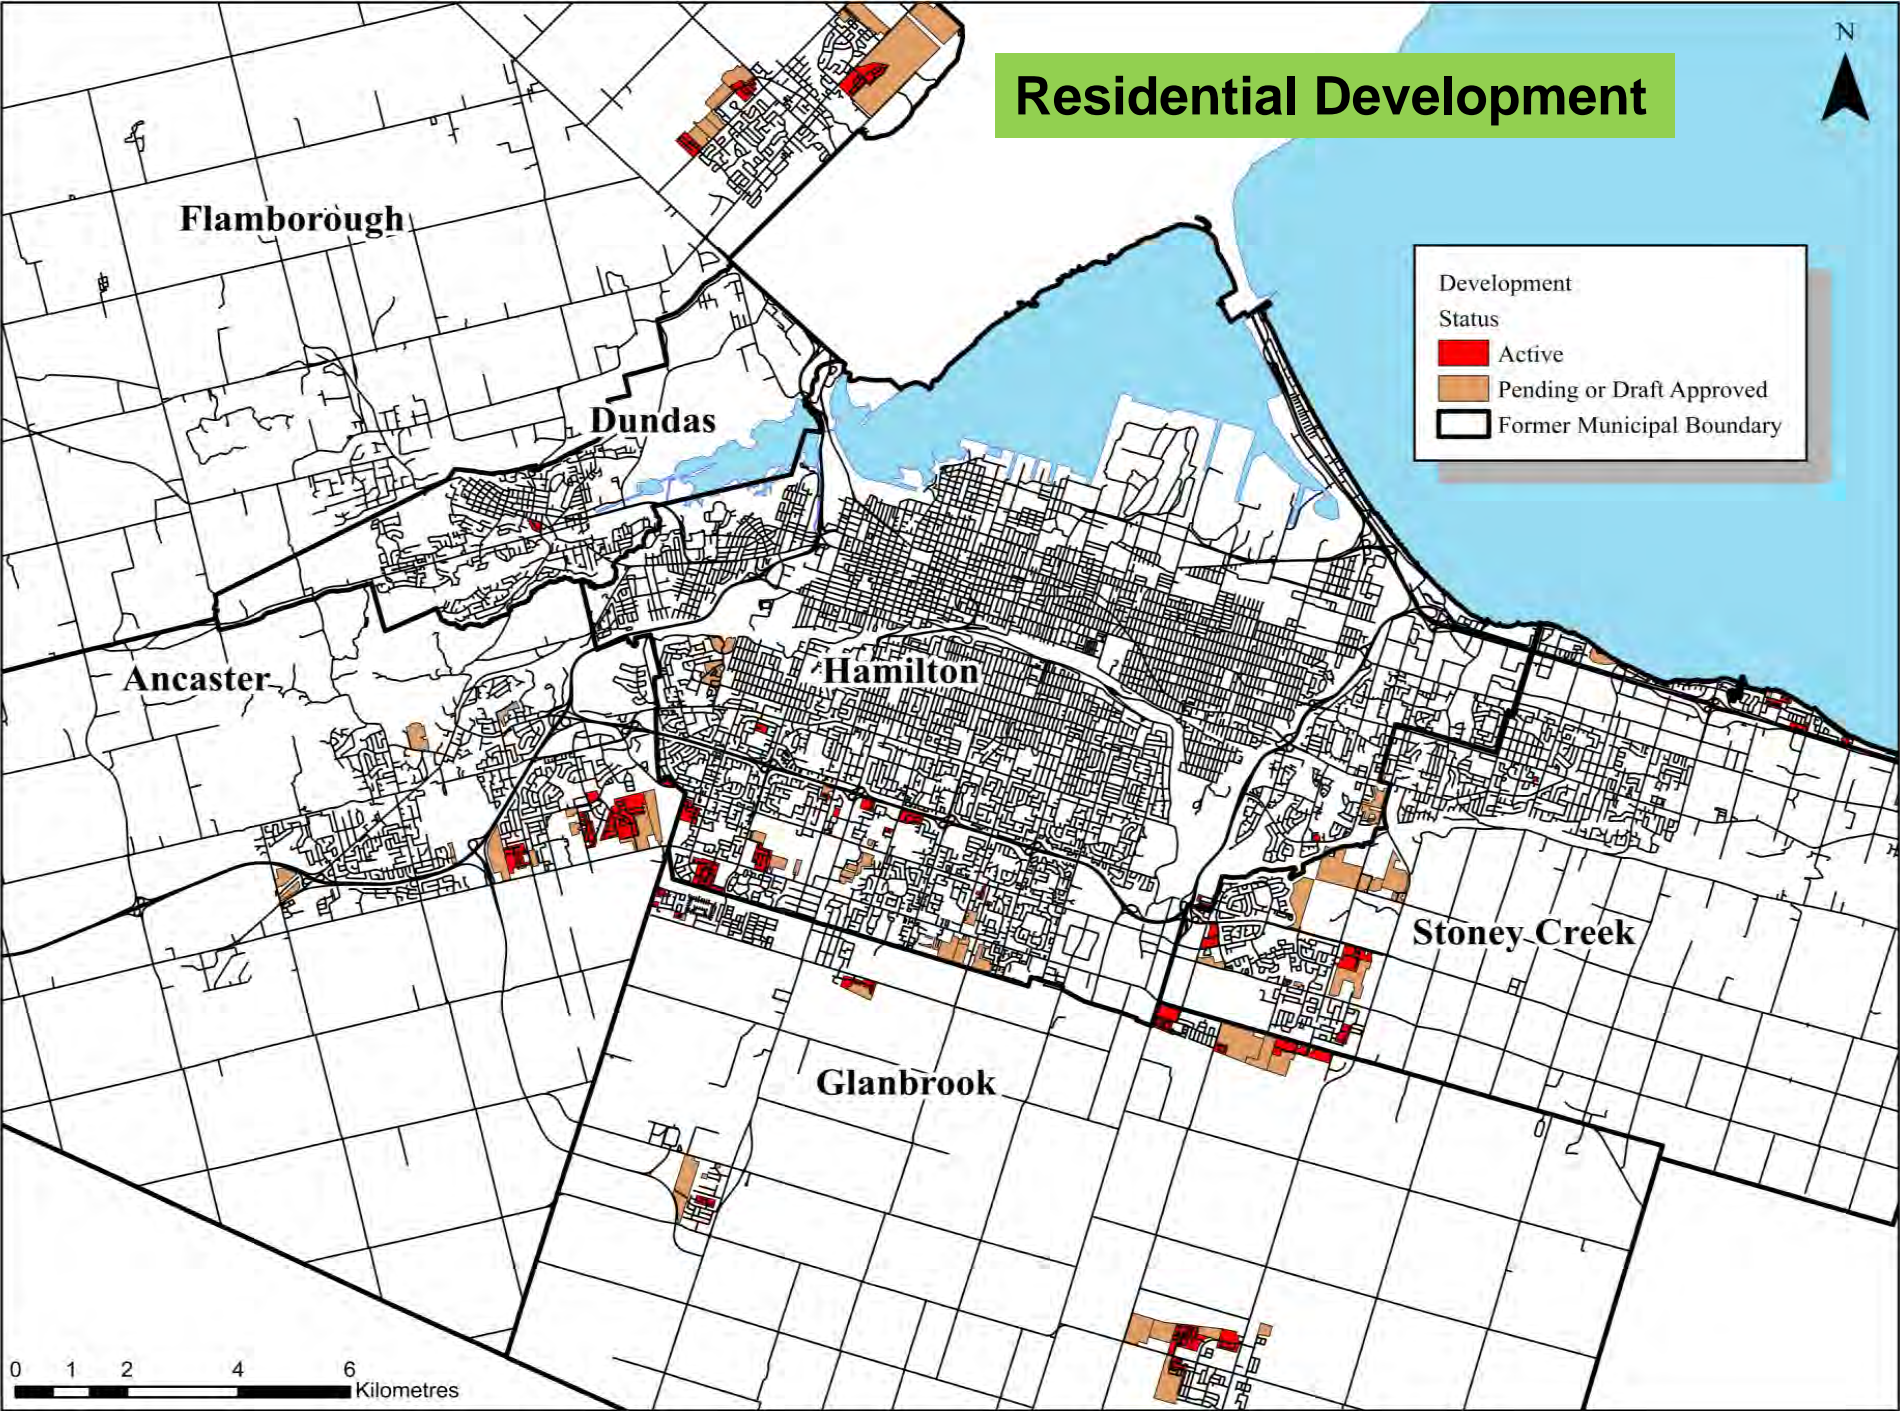 Residential Development
N
Flamborough
Development
Status
Active
Pending or Draft Approved
Former Municipal Boundary
Dundas
Ancaster
Hamilton
Stoney Creek
Glanbrook
0 1 2 4 6
Kilometres